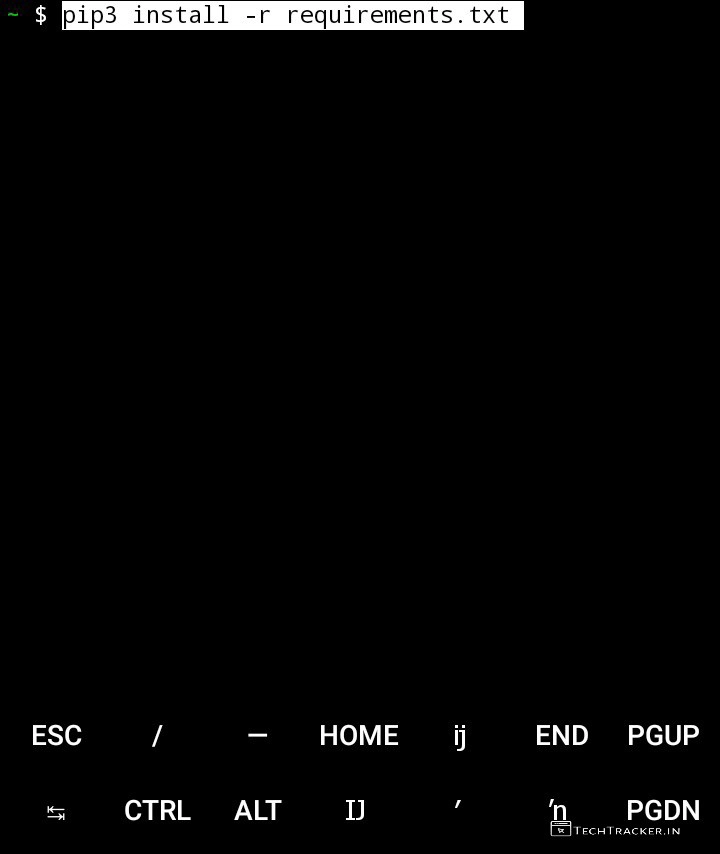 ~ $ pip3 install -r requirements.txt
ESC / — HOME ij END PGUP
↹ CTRL ALT IJ ′ ŉ PGDN
TECHTRACKER.IN